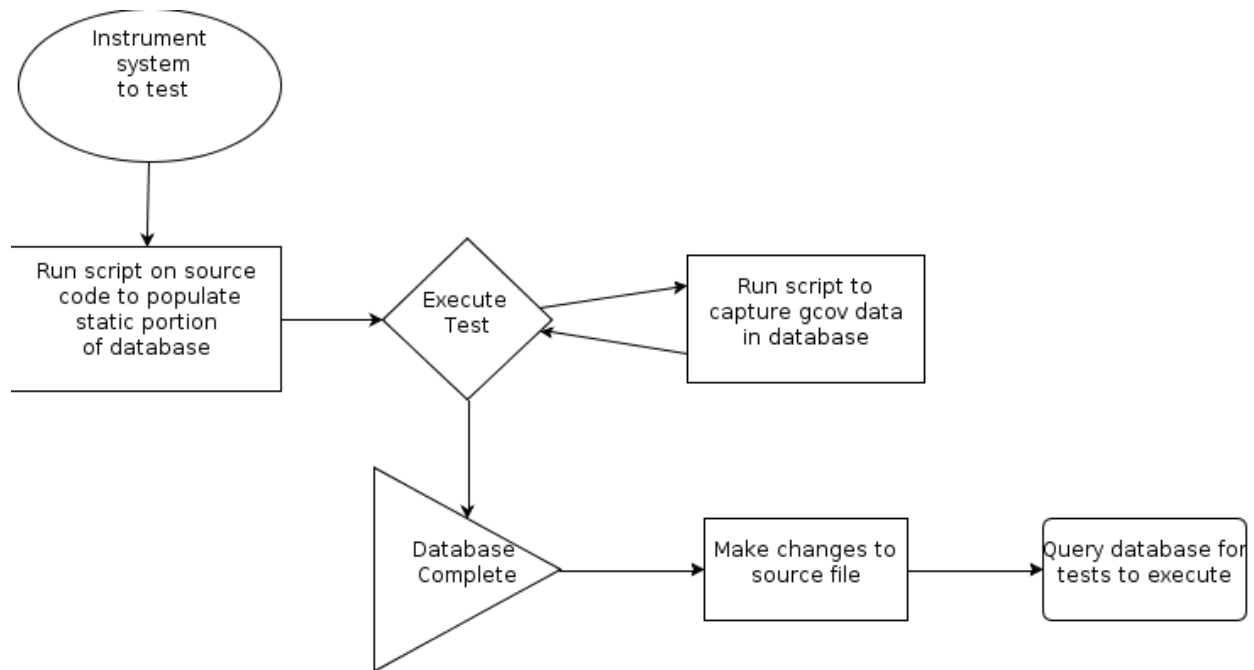 Instrument
system
to test
Run script on source
code to populate
static portion
of database
Execute
Test
Run script to
capture gcov data
in database
Database
Complete
Make changes to
source file
Query database for
tests to execute